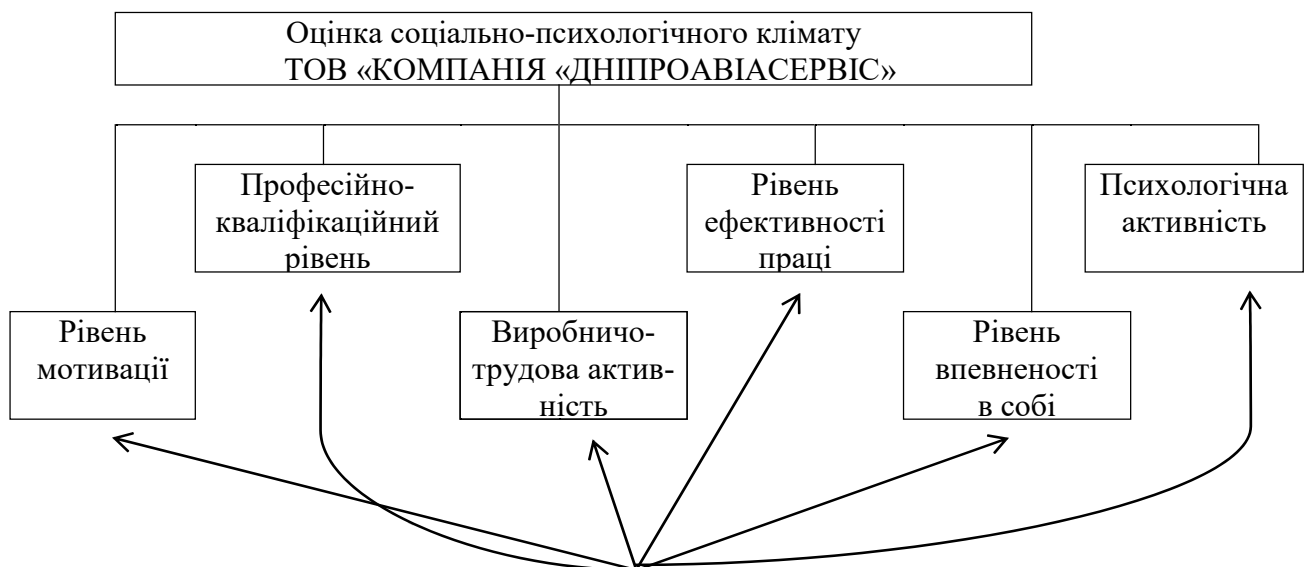 Оцінка соціально-психологічного клімату
ТОВ «КОМПАНІЯ «ДНІПРОАВІАСЕРВІС»
Професійно-
кваліфікаційний
рівень
Рівень
ефективності
праці
Психологічна
активність
Рівень
мотивації
Виробничо-
трудова актив-
ність
Рівень
впевненості
в собі